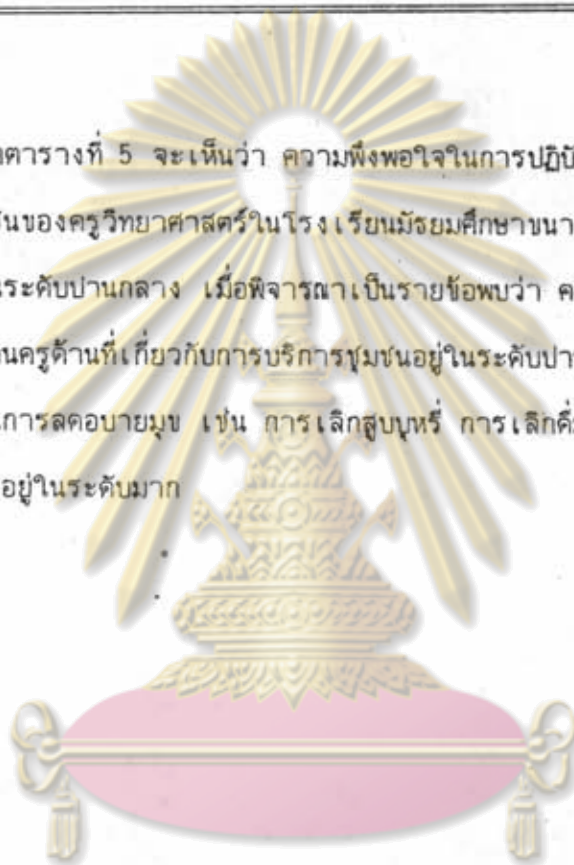 ตารางที่ 5 จะเห็นว่า ความพึงพอใจในการปฏิบั
ของครูวิทยาศาสตร์ในโรงเรียนมัธยมศึกษาขนา
ระดับปานกลาง เมื่อพิจารณาเป็นรายข้อพบว่า ค
ครูด้านที่เกี่ยวกับการบริการชุมชนอยู่ในระดับปา
การลดอบายมุข เช่น การเลิกสูบบุหรี่ การเลิกดื่
อยู่ในระดับมาก